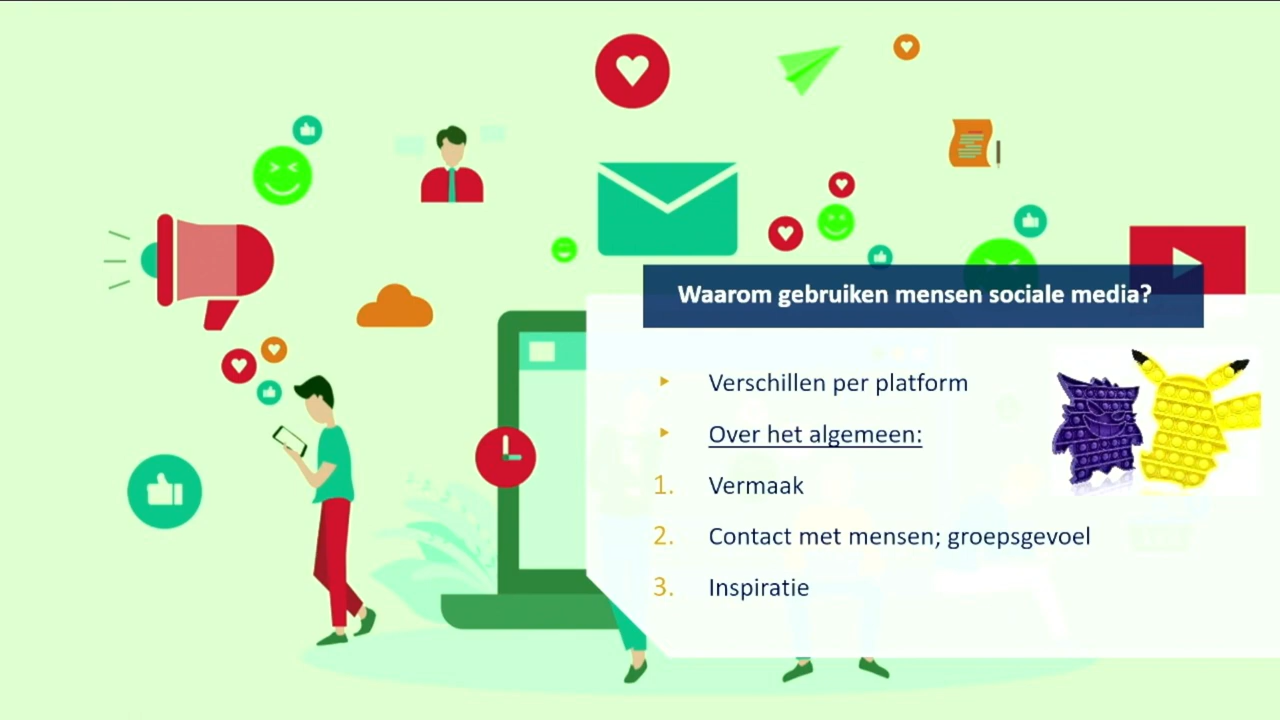 Waarom gebruiken mensen sociale media?
▸ Verschillen per platform
▸ Over het algemeen:
1. Vermaak
2. Contact met mensen; groepsgevoel
3. Inspiratie